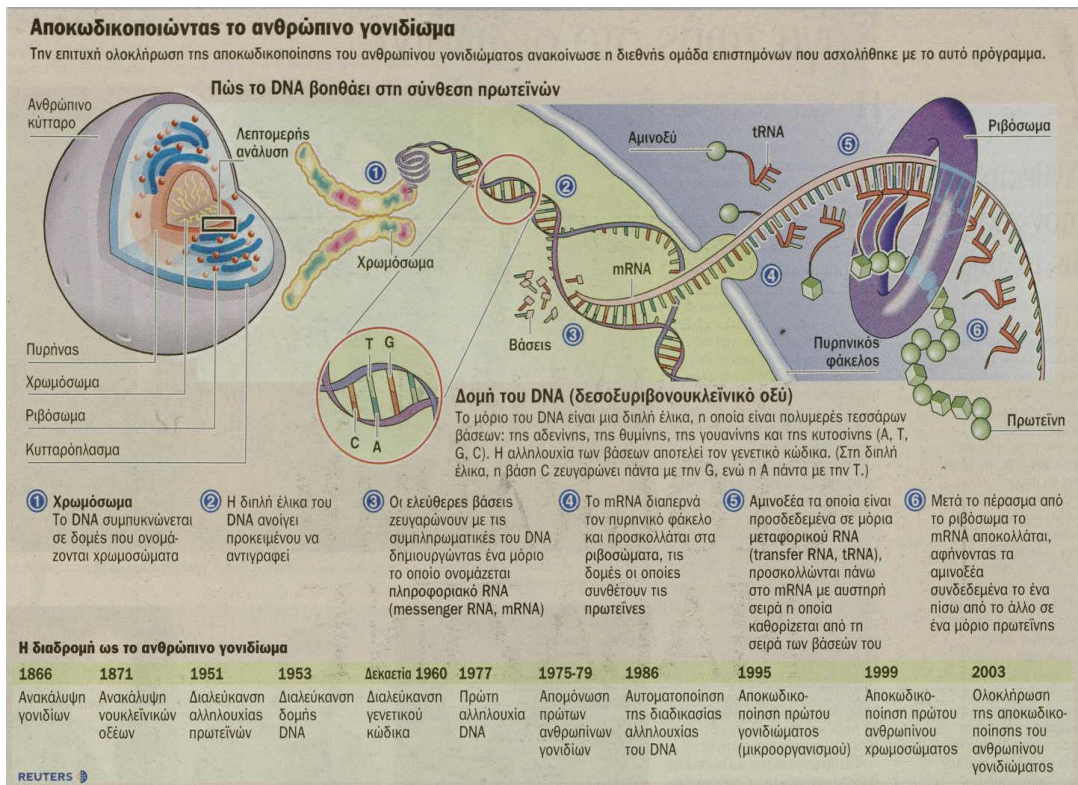 Αποκωδικοποιώντας το ανθρώπινο γονιδίωμα
Την επιτυχή ολοκλήρωση της αποκωδικοποίησης του ανθρωπίνου γονιδιώματος ανακοίνωσε η διεθνής ομάδα επιστημόνων που ασχολήθηκε με το αυτό πρόγραμμα.
Πώς το DNA βοηθάει στη σύνθεση πρωτεϊνών
Ανθρώπινο
κύτταρο
Λεπτομερής
ανάλυση
1
Χρωμόσωμα
2
mRNA
Βάσεις
3
Αμινοξύ
tRNA
5
Ριβόσωμα
4
Πυρηνικός
φάκελος
6
Πρωτεΐνη
Πυρήνας
Χρωμόσωμα
Ριβόσωμα
Κυτταρόπλασμα
T G
C A
Δομή του DNA (δεσοξυριβονουκλεϊνικό οξύ)
Το μόριο του DNA είναι μια διπλή έλικα, η οποία είναι πολυμερές τεσσάρων
βάσεων: της αδενίνης, της θυμίνης, της γουανίνης και της κυτοσίνης (A, T,
G, C). Η αλληλουχία των βάσεων αποτελεί τον γενετικό κώδικα. (Στη διπλή
έλικα, η βάση C ζευγαρώνει πάντα με την G, ενώ η A πάντα με την T.)
1 Χρωμόσωμα
Το DNA συμπυκνώνεται
σε δομές που ονομά-
ζονται χρωμοσώματα
2 Η διπλή έλικα του
DNA ανοίγει
προκειμένου να
αντιγραφεί
3 Οι ελεύθερες βάσεις
ζευγαρώνουν με τις
συμπληρωματικές του DNA
δημιουργώντας ένα μόριο
το οποίο ονομάζεται
πληροφοριακό RNA
(messenger RNA, mRNA)
4 Το mRNA διαπερνά
τον πυρηνικό φάκελο
και προσκολλάται στα
ριβοσώματα, τις
δομές οι οποίες
συνθέτουν τις
πρωτεΐνες
5 Αμινοξέα τα οποία είναι
προσδεδεμένα σε μόρια
μεταφορικού RNA
(transfer RNA, tRNA),
προσκολλώνται πάνω
στο mRNA με αυστηρή
σειρά η οποία
καθορίζεται από τη
σειρά των βάσεών του
6 Μετά το πέρασμα από
το ριβόσωμα το
mRNA αποκολλάται,
αφήνοντας τα
αμινοξέα
συνδεδεμένα το ένα
πίσω από το άλλο σε
ένα μόριο πρωτεΐνης
Η διαδρομή ως το ανθρώπινο γονιδίωμα
1866
Ανακάλυψη
γονιδίων
1871
Ανακάλυψη
νουκλεϊνικών
οξέων
1951
Διαλεύκανση
αλληλουχίας
πρωτεϊνών
1953
Διαλεύκανση
δομής
DNA
Δεκαετία 1960
Διαλεύκανση
γενετικού
κώδικα
1977
Πρώτη
αλληλουχία
DNA
1975-79
Απομόνωση
πρώτων
ανθρώπινων
γονιδίων
1986
Αυτοματοποίηση
της διαδικασίας
αλληλουχίας
του DNA
1995
Αποκωδικο-
ποίηση πρώτου
γονιδιώματος
(μικροοργανισμού)
1999
Αποκωδικο-
ποίηση πρώτου
ανθρώπινου
χρωμοσώματος
2003
Ολοκλήρωση
της αποκωδικο-
ποίησης του
ανθρώπινου
γονιδιώματος
REUTERS